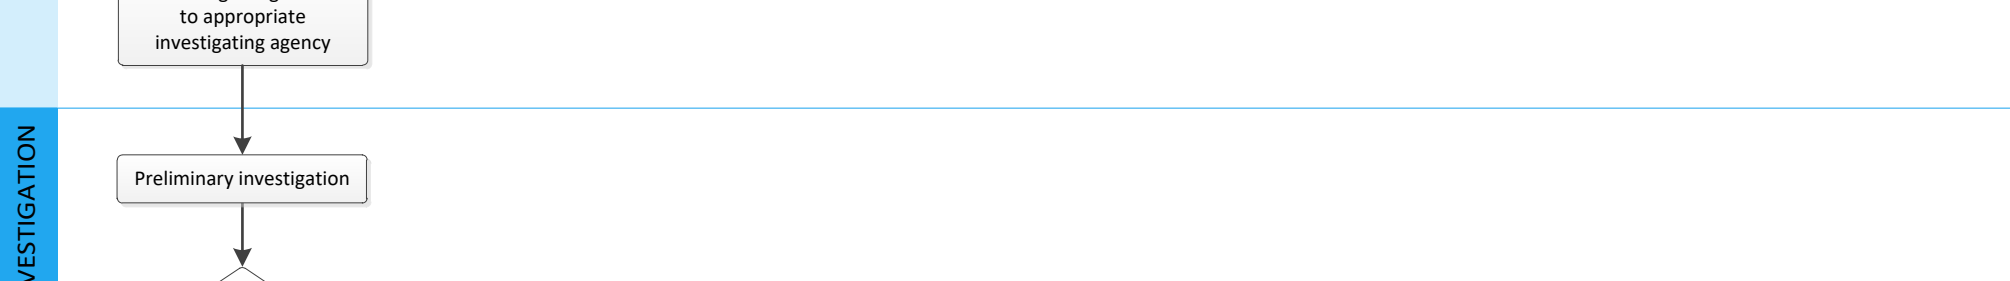 to appropriate
investigating agency
Preliminary investigation
VESTIGATION